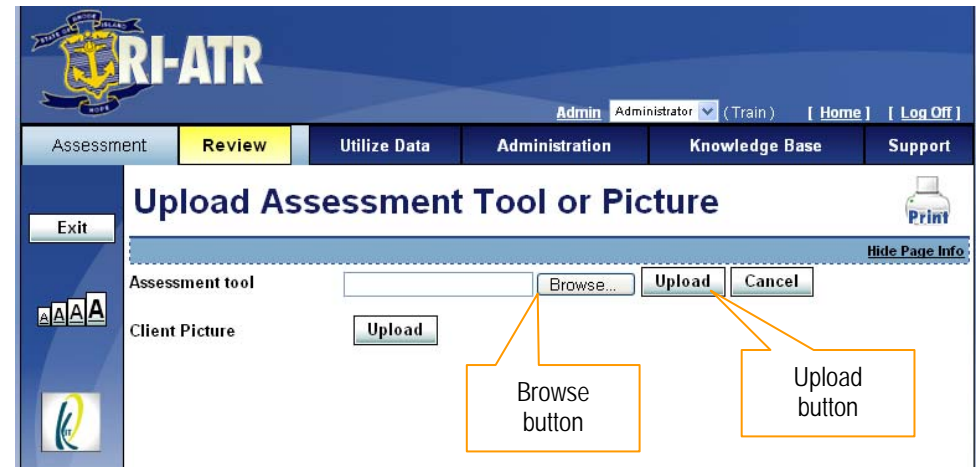 RI-ATR
HOPE
Admin Administrator (Train) [ Home ] [ Log Off ]
Assessment Review Utilize Data Administration Knowledge Base Support
Upload Assessment Tool or Picture
Exit
Print
Hide Page Info
Assessment tool Browse... Upload Cancel
A A A A
Client Picture Upload
Browse
button
Upload
button